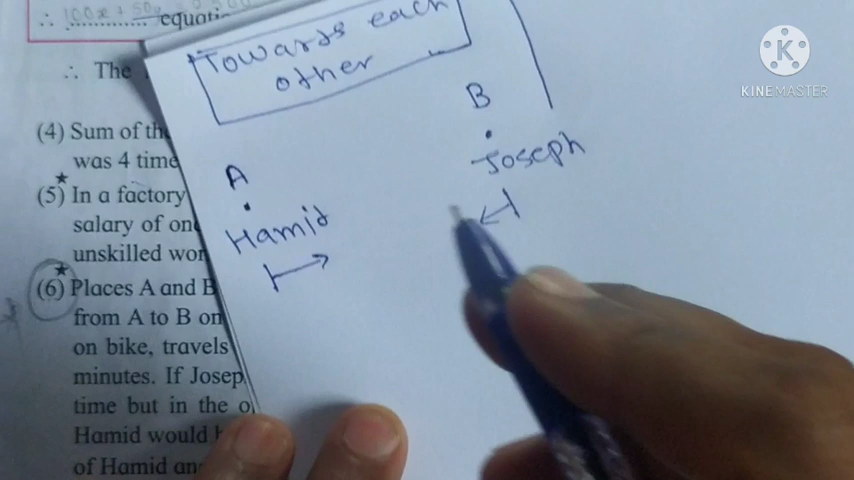 ∴ .............. equatio
∴ The
(4) Sum of th
was 4 time
(5) In a factory
salary of on
unskilled wor
(6) Places A and B
from A to B on
on bike, travels
minutes. If Josep
time but in the o
Hamid would
of Hamid an
Towards each
other
A
Hamid
B
Joseph
KINEMASTER